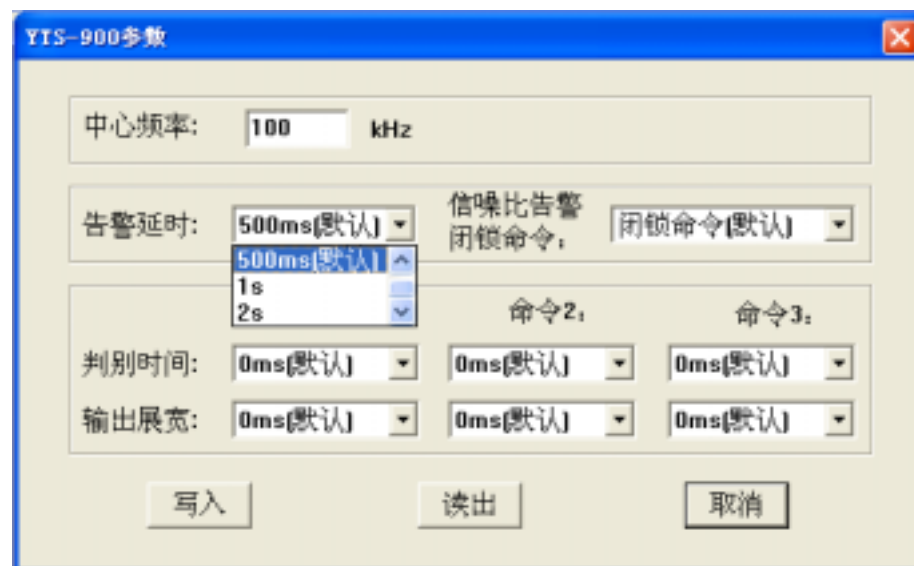 YTS-900参数
中心频率: 100 kHz
告警延时: 500ms(默认) 信噪比告警
闭锁命令: 闭锁命令(默认)
500ms(默认)
1s
2s
命令2: 命令3:
判别时间: 0ms(默认) 0ms(默认) 0ms(默认)
输出展宽: 0ms(默认) 0ms(默认) 0ms(默认)
写入 读出 取消